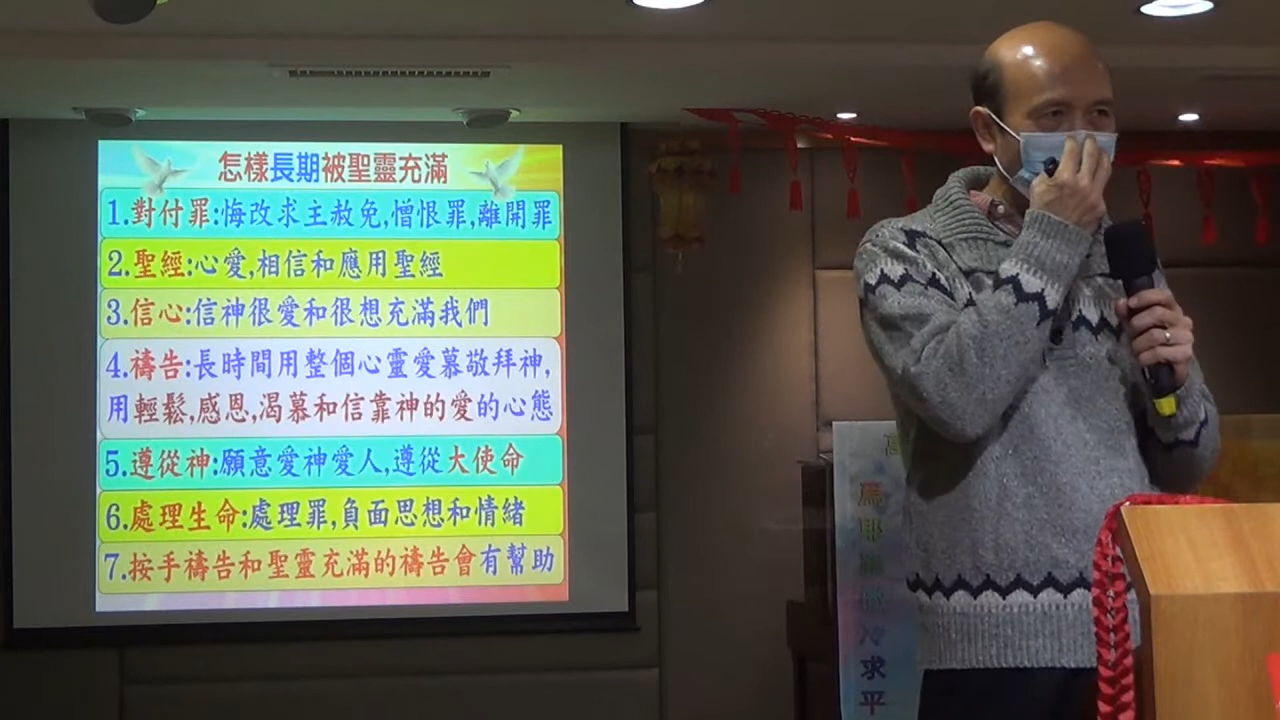 怎樣長期被聖靈充滿
1.對付罪:悔改求主赦免,憎恨罪,離開罪
2.聖經:心愛,相信和應用聖經
3.信心:信神很愛和很想充滿我們
4.禱告:長時間用整個心靈愛慕敬拜神,
用輕鬆,感恩,渴慕和信靠神的愛的心態
5.遵從神:願意愛神愛人,遵從大使命
6.處理生命:處理罪,負面思想和情緒
7.按手禱告和聖靈充滿的禱告會有幫助
求平